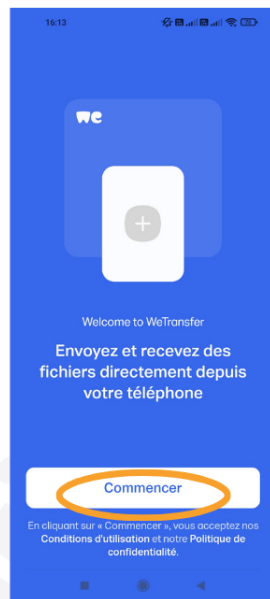 16:13
we
Welcome to WeTransfer
Envoyez et recevez des
fichiers directement depuis
votre téléphone
Commencer
En cliquant sur « Commencer », vous acceptez nos
Conditions d'utilisation et notre Politique de
confidentialité.